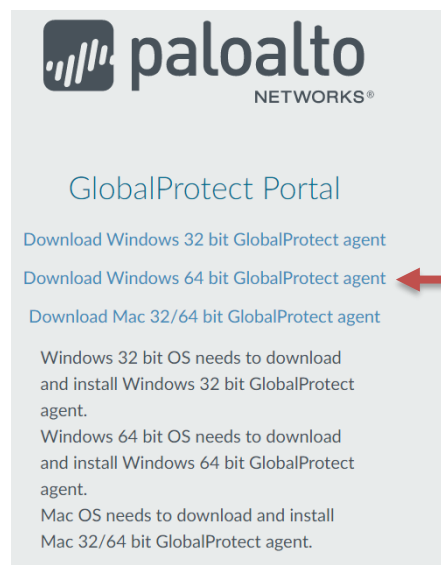 paloalto
NETWORKS®
GlobalProtect Portal
Download Windows 32 bit GlobalProtect agent
Download Windows 64 bit GlobalProtect agent
Download Mac 32/64 bit GlobalProtect agent
Windows 32 bit OS needs to download
and install Windows 32 bit GlobalProtect
agent.
Windows 64 bit OS needs to download
and install Windows 64 bit GlobalProtect
agent.
Mac OS needs to download and install
Mac 32/64 bit GlobalProtect agent.